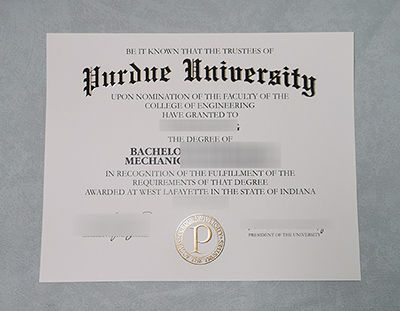 BE IT KNOWN THAT THE TRUSTEES OF
Purdue University
UPON NOMINATION OF THE FACULTY OF THE
COLLEGE OF ENGINEERING
HAVE GRANTED TO
THE DEGREE OF
BACHELO
MECHANIC
IN RECOGNITION OF THE FULFILLMENT OF THE
REQUIREMENTS OF THAT DEGREE
AWARDED AT WEST LAFAYETTE IN THE STATE OF INDIANA
P
PRESIDENT OF THE UNIVERSITY